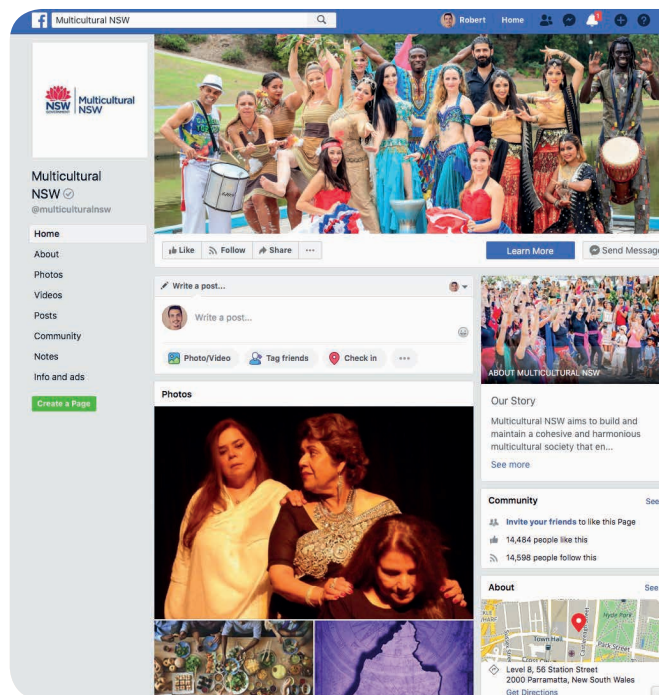 Multicultural NSW
Robert
Home
NSW
GOVERNMENT
Multicultural
NSW
Multicultural
NSW
@multiculturalnsw
Home
About
Photos
Videos
Posts
Community
Notes
Info and ads
Create a Page
Like
Follow
Share
Learn More
Send Message
Write a post...
Write a post...
Photo/Video
Tag friends
Check in
Photos
ABOUT MULTICULTURAL NSW
Our Story
Multicultural NSW aims to build and
maintain a cohesive and harmonious
multicultural society that en...
See more
Community
See
Invite your friends to like this Page
14,484 people like this
14,598 people follow this
About
See
Hyde Park
Town Hall
Park Street
Castlereagh Street
Level 8, 56 Station Street
2000 Parramatta, New South Wales
Get Directions